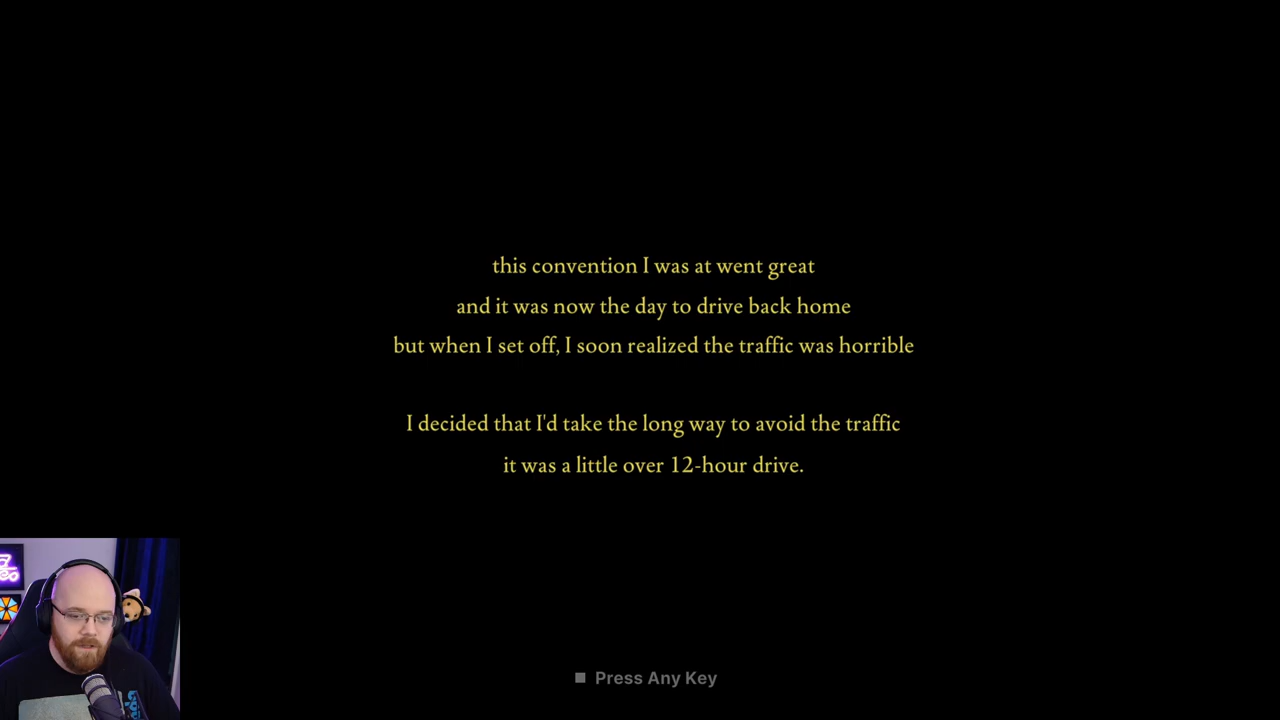 this convention I was at went great
and it was now the day to drive back home
but when I set off, I soon realized the traffic was horrible
I decided that I'd take the long way to avoid the traffic
it was a little over 12-hour drive.
Press Any Key